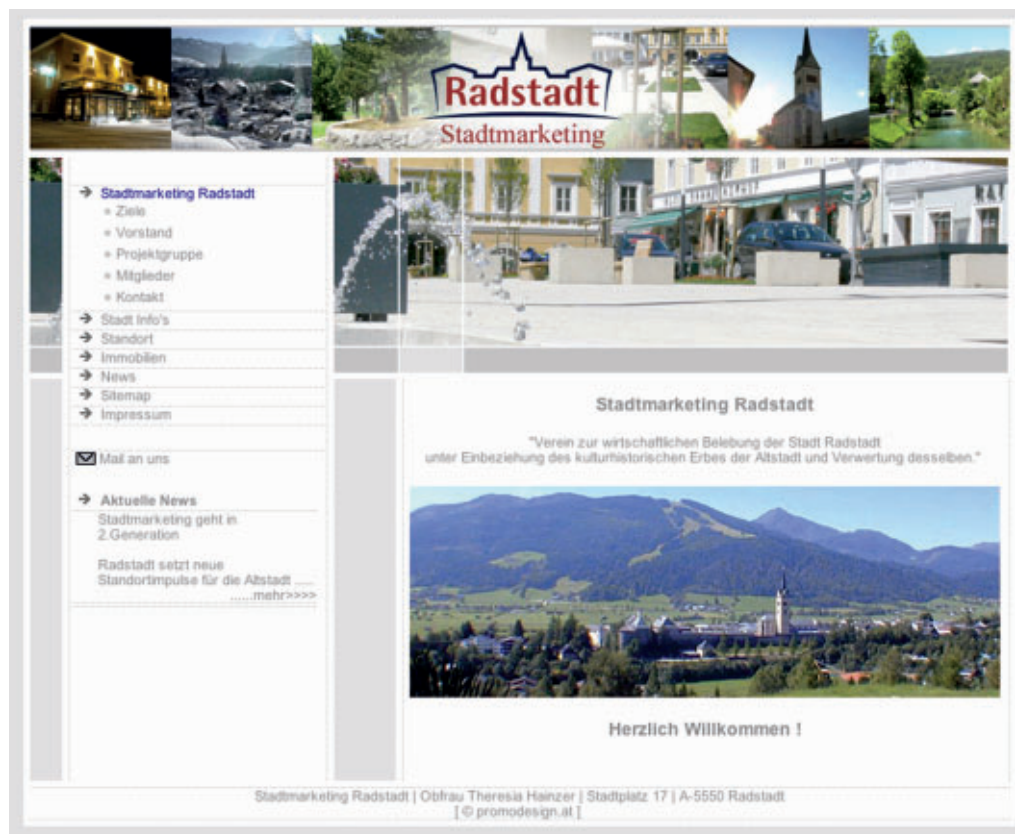 Radstadt
Stadtmarketing
Stadtmarketing Radstadt
Ziele
Vorstand
Projektgruppe
Mitglieder
Kontakt
Stadt Info's
Standort
Immobilien
News
Sitemap
Impressum
Mail an uns
Aktuelle News
Stadtmarketing geht in
2.Generation
Radstadt setzt neue
Standortimpulse für die Altstadt .....
......mehr>>>>
Stadtmarketing Radstadt
"Verein zur wirtschaftlichen Belebung der Stadt Radstadt
unter Einbeziehung des kulturhistorischen Erbes der Altstadt und Verwertung desselben."
Herzlich Willkommen !
Stadtmarketing Radstadt | Obfrau Theresia Hainzer | Stadtplatz 17 | A-5550 Radstadt
[ © promodesign.at ]